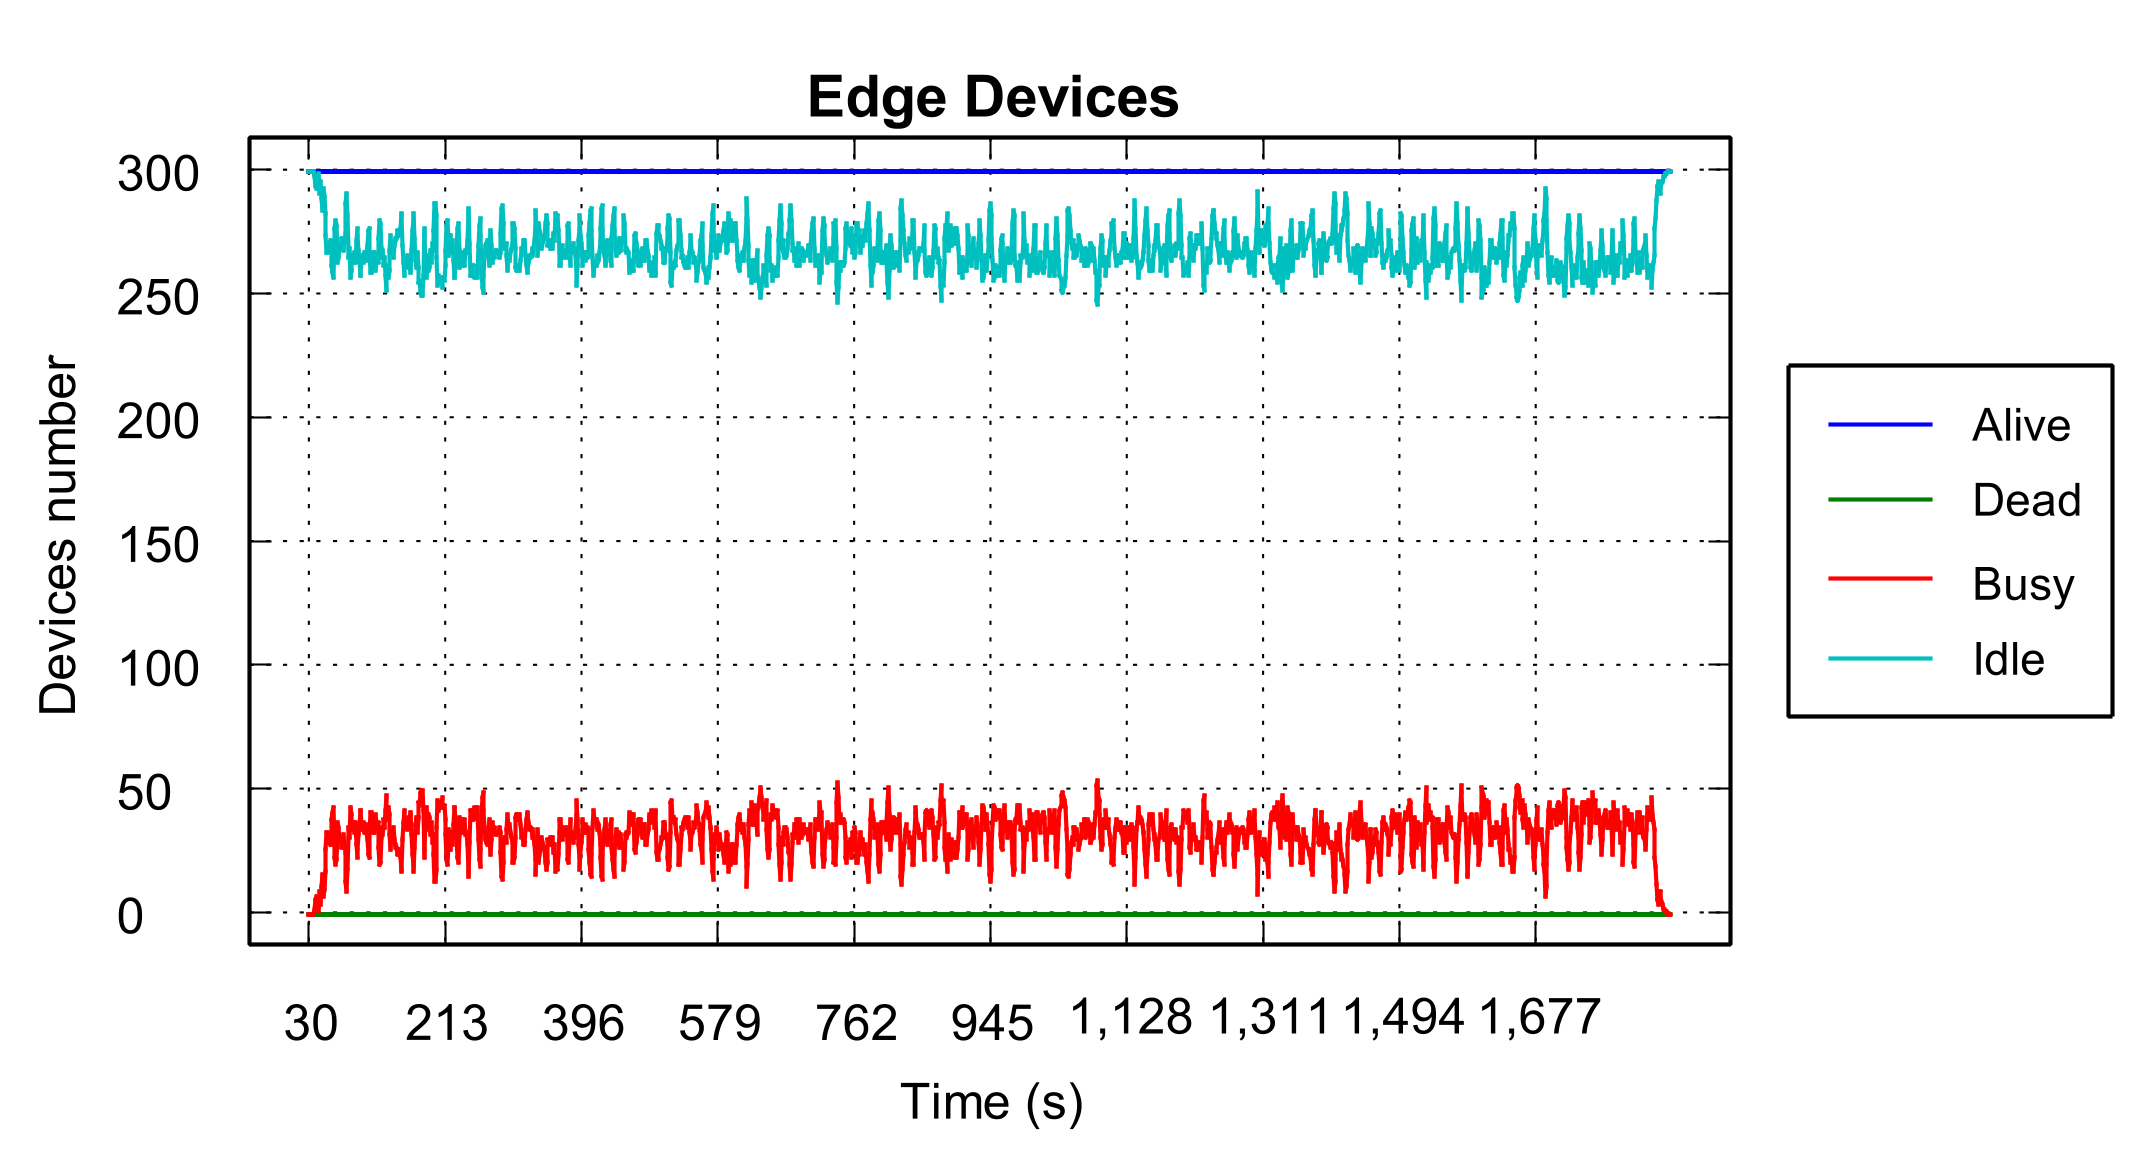 Edge Devices
300
250
200
150
100
50
0
Devices number
30 213 396 579 762 945 1,128 1,311 1,494 1,677
Time (s)
Alive
Dead
Busy
Idle